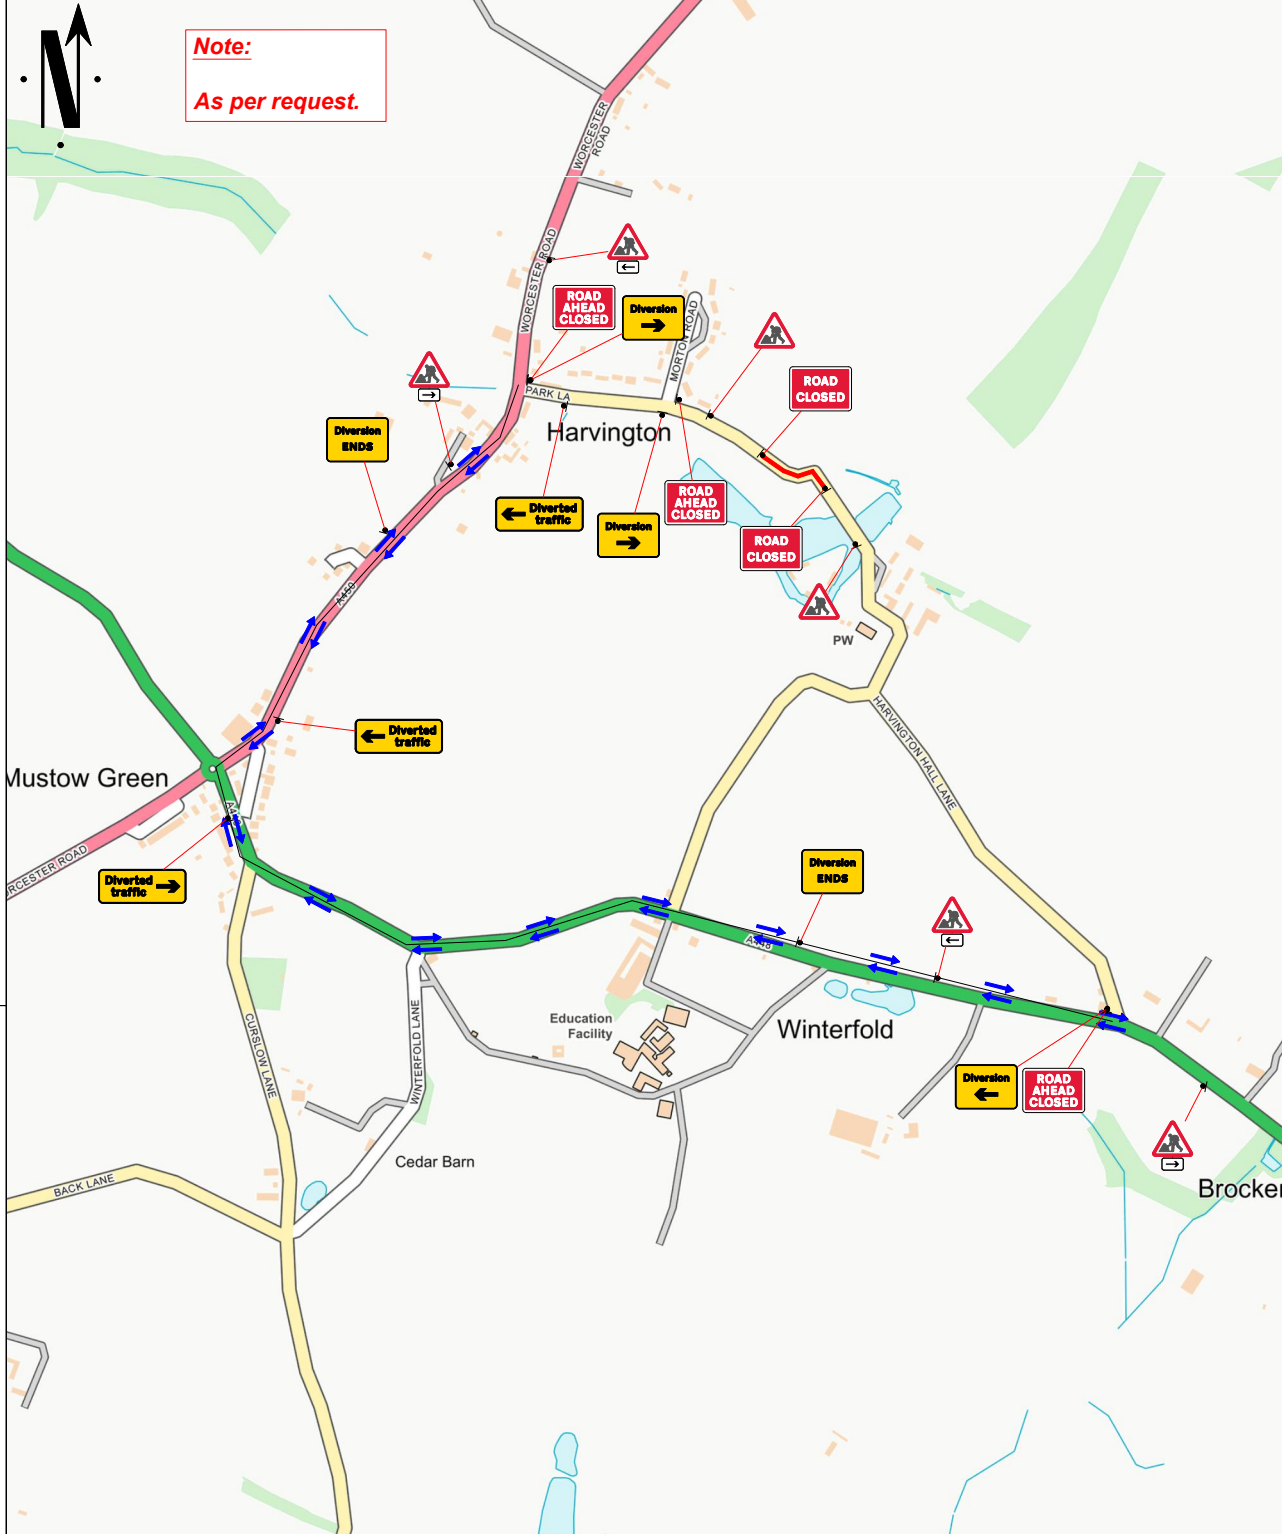 N
Note:
As per request.
WORCESTER
ROAD
WORCESTER ROAD
ROAD
AHEAD
CLOSED
Diversion
MORTON ROAD
ROAD
CLOSED
PARK LA
Harvington
Diversion
ENDS
Diverted
traffic
Diversion
ROAD
AHEAD
CLOSED
ROAD
CLOSED
A450
PW
HARVINGTON HALL LANE
Diverted
traffic
Mustow Green
Diverted
traffic
Diversion
ENDS
A448
Education
Facility
Winterfold
WINTERFOLD LANE
CURSLOW LANE
Diversion
ROAD
AHEAD
CLOSED
Cedar Barn
BACK LANE